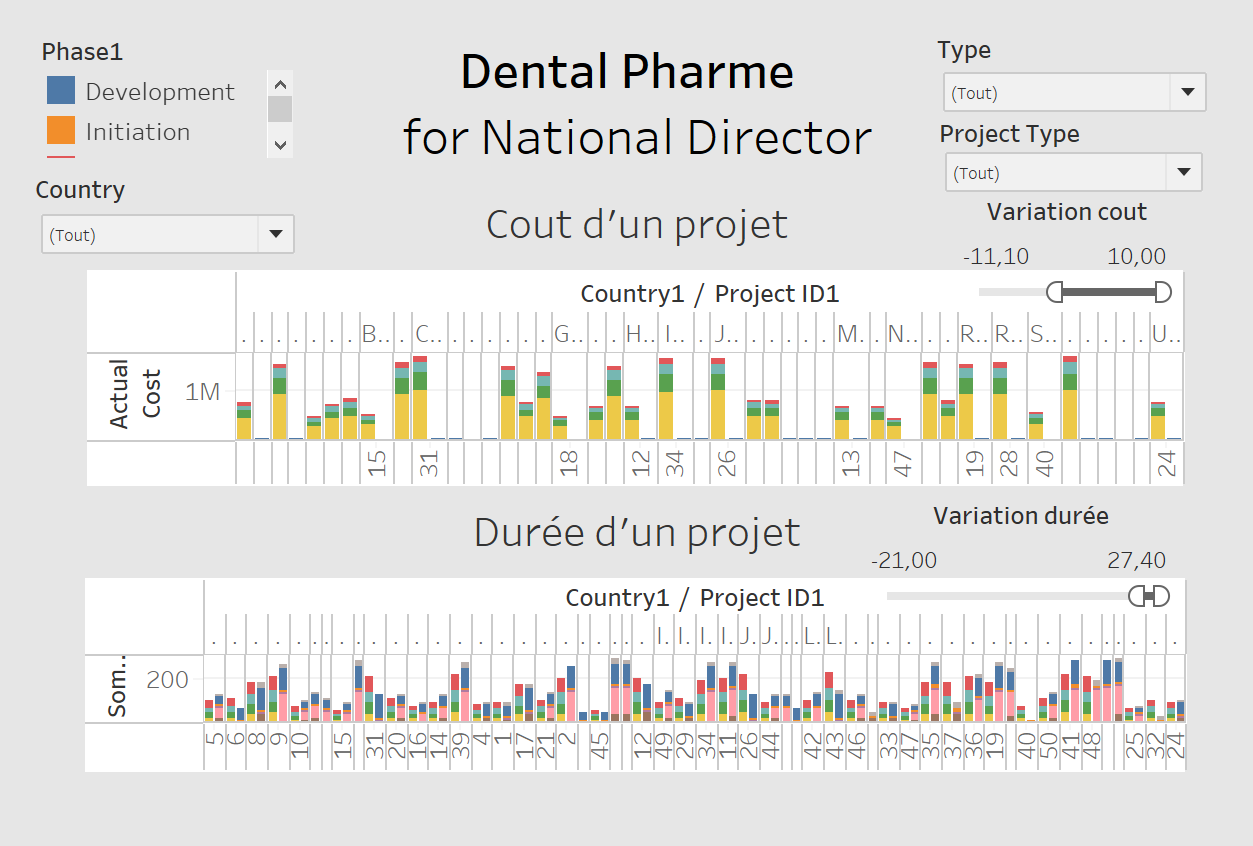 Phase1
Development
Initiation
Country
(Tout)
Dental Pharme
for National Director
Type
(Tout)
Project Type
(Tout)
Cout d'un projet
Variation cout
-11,10 10,00
Country1 / Project ID1
. . . . . . . B.. . C.. . . . . . . G.. . . H.. I.. . J.. . . . . . M.. . N.. . . R.. R.. S.. . . . . . U..
Actual
Cost
1M
15 31 18 12 34 26 13 47 19 28 40 24
Durée d'un projet
Variation durée
-21,00 27,40
Country1 / Project ID1
I. I. I. I. J. J. L. L.
Som..
200
5 6 8 9 10 15 31 20 16 14 39 4 1 17 21 2 45 12 49 29 34 11 26 44 42 43 46 33 47 35 37 36 19 40 50 41 48 25 32 24